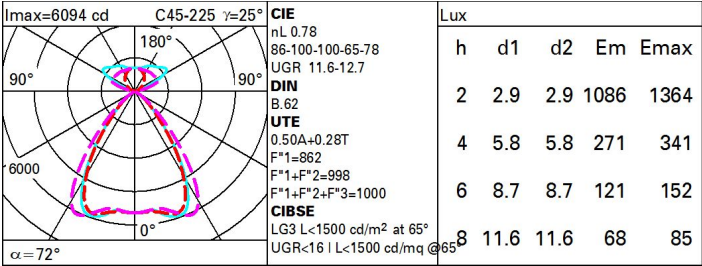 Imax=6094 cd C45-225 γ=25°
180°
90° 90°
6000
0°
α=72°
CIE
nL 0.78
86-100-100-65-78
UGR 11.6-12.7
DIN
B.62
UTE
0.50A+0.28T
F"1=862
F"1+F"2=998
F"1+F"2+F"3=1000
CIBSE
LG3 L<1500 cd/m² at 65°
UGR<16 | L<1500 cd/mq @65°
Lux
h d1 d2 Em Emax
2 2.9 2.9 1086 1364
4 5.8 5.8 271 341
6 8.7 8.7 121 152
8 11.6 11.6 68 85